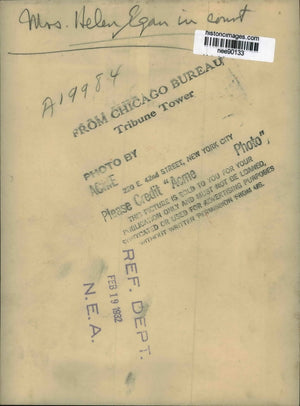 Mrs. Helen Egan in court
historicimages.com
nee90133
A19984
FROM CHICAGO BUREAU
Tribune Tower
PHOTO BY
ACME
220 E. 42nd STREET, NEW YORK CITY
Please Credit "Acme Photo",
THIS PICTURE IS SOLD TO YOU FOR YOUR
PUBLICATION ONLY AND MUST NOT BE LOANED,
SYNDICATED OR USED FOR ADVERTISING PURPOSES
WITHOUT WRITTEN PERMISSION FROM US.
REF. DEPT.
FEB 19 1932
N.E.A.